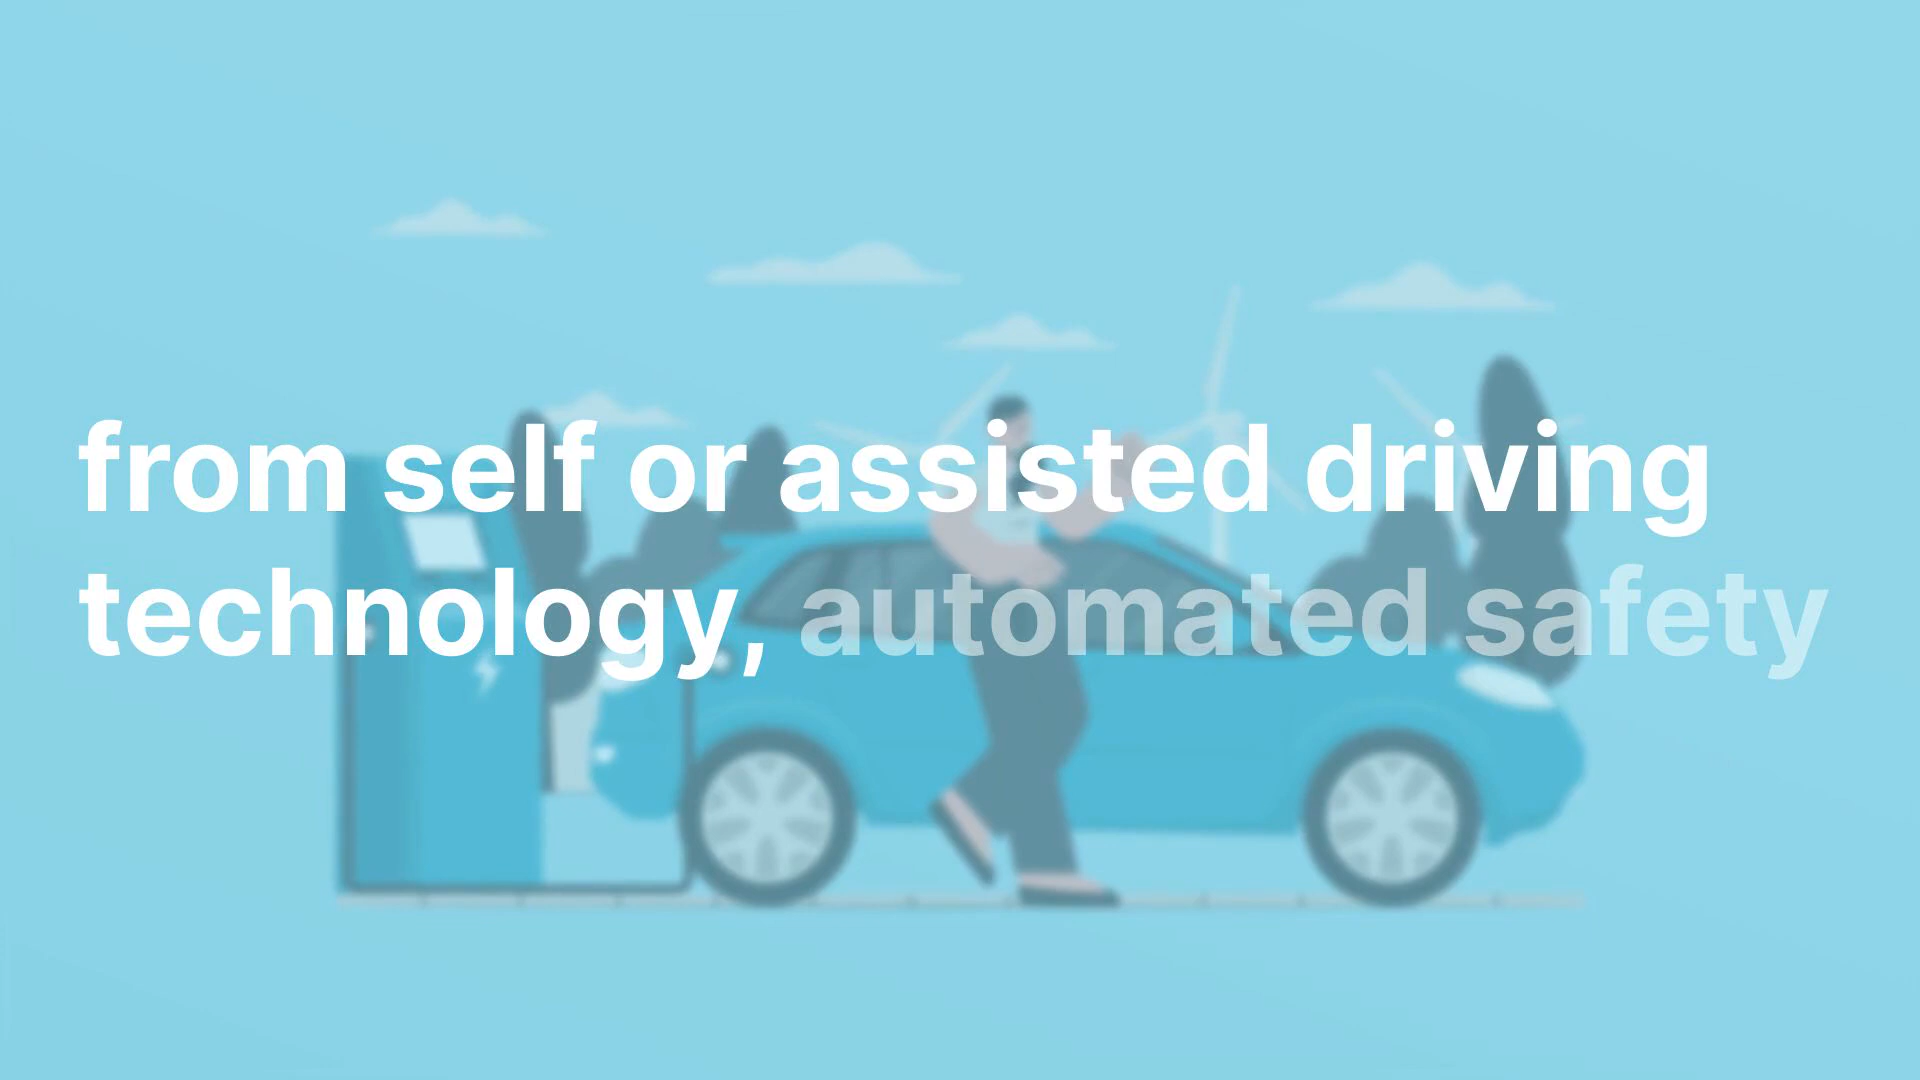 from self or assisted driving
technology, automated safety